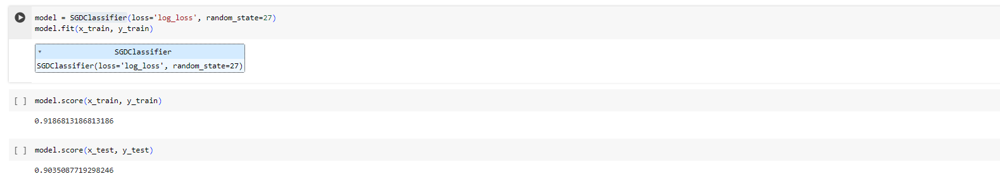 model = SGDClassifier(loss='log_loss', random_state=27)
model.fit(x_train, y_train)
▾ SGDClassifier
SGDClassifier(loss='log_loss', random_state=27)
[ ] model.score(x_train, y_train)
0.9186813186813186
[ ] model.score(x_test, y_test)
0.9035087719298246